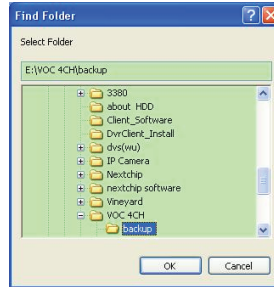 Find Folder
Select Folder
E:\VOC 4CH\backup
3380
about HDD
Client_Software
DvrClient_Install
dvs(wu)
IP Camera
Nextchip
nextchip software
Vineyard
VOC 4CH
backup
OK
Cancel